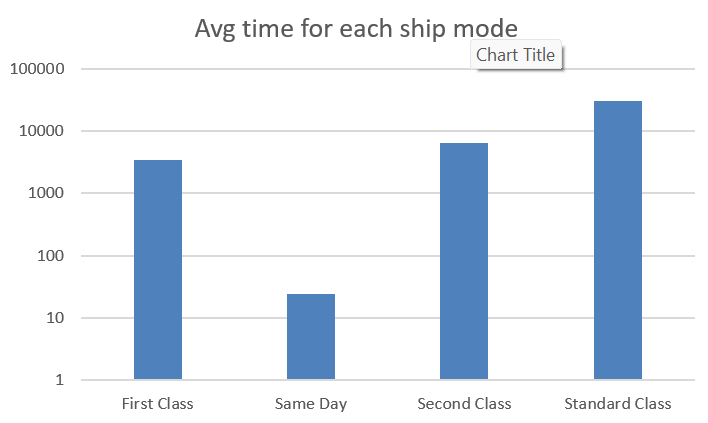 Avg time for each ship mode
Chart Title
100000
10000
1000
100
10
1
First Class Same Day Second Class Standard Class